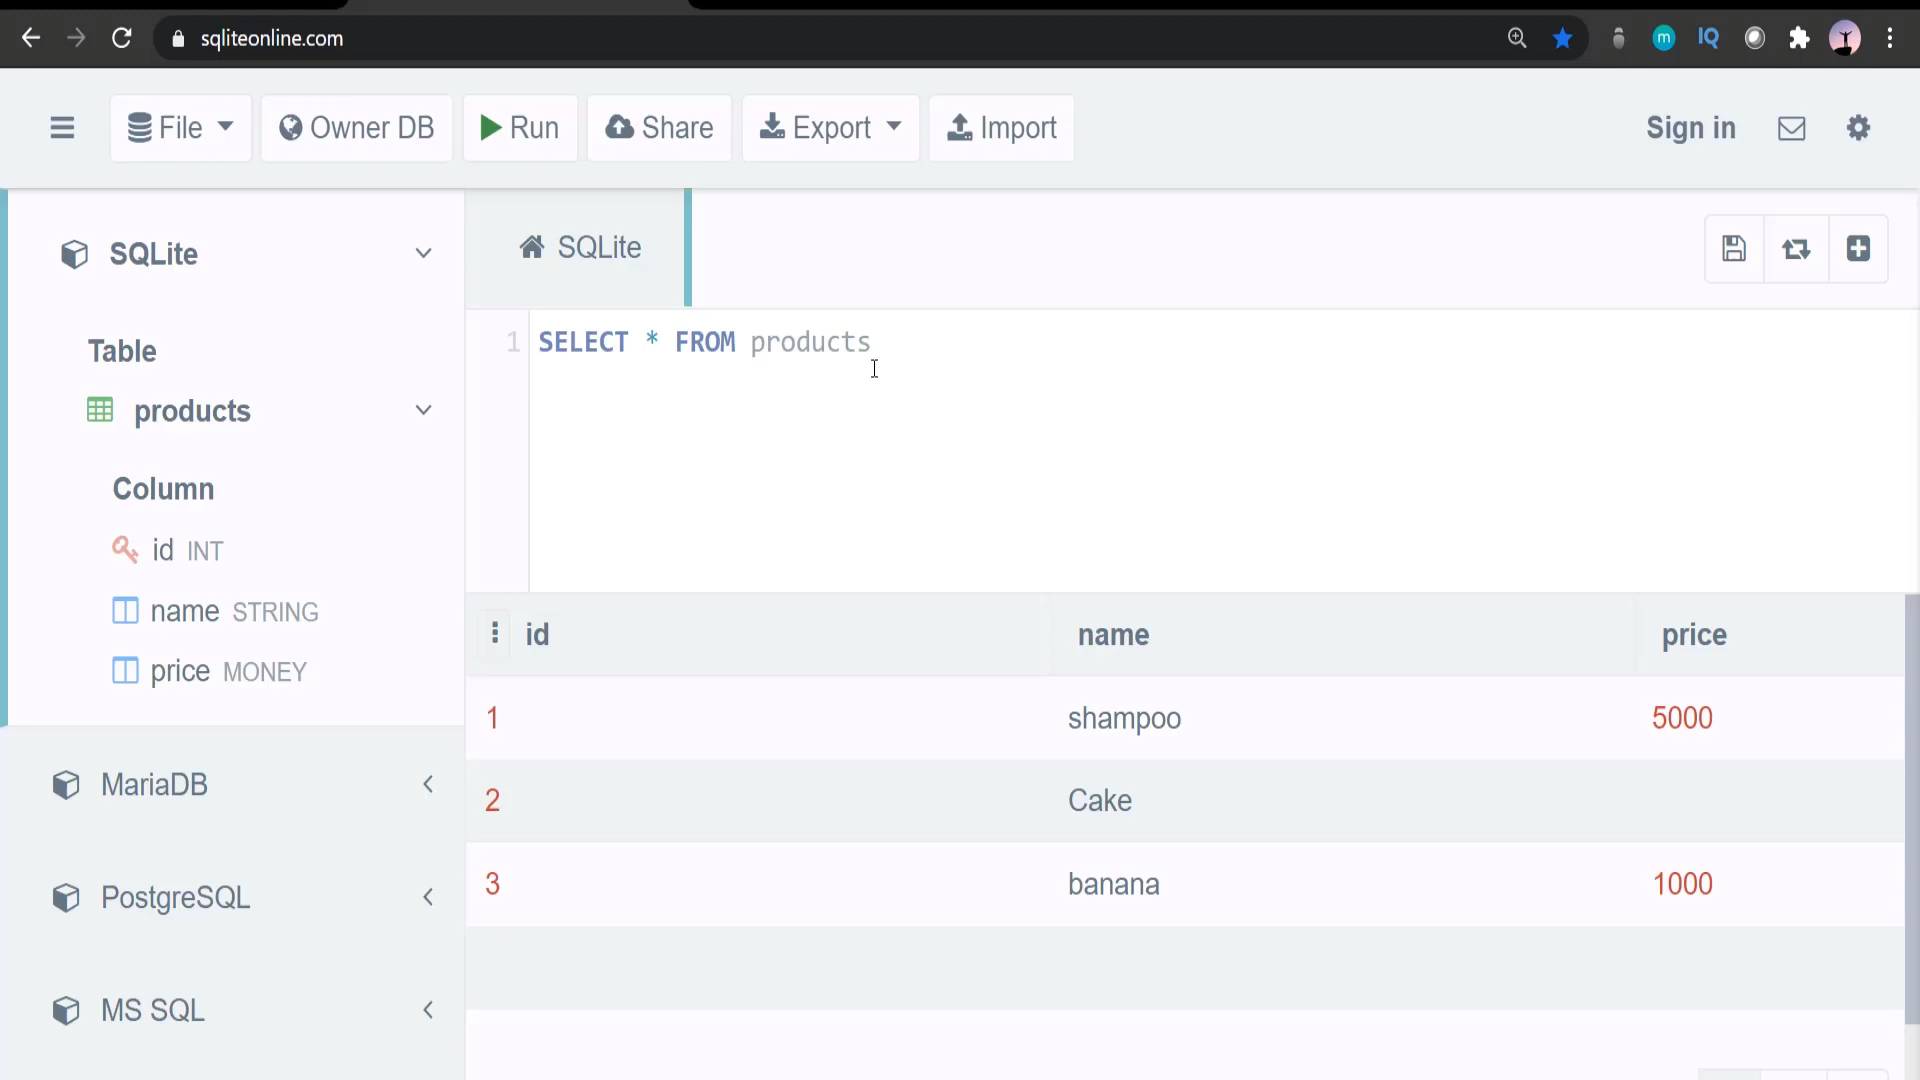 sqliteonline.com
m
IQ
File
Owner DB
Run
Share
Export
Import
Sign in
SQLite
Table
products
Column
id INT
name STRING
price MONEY
MariaDB
PostgreSQL
MS SQL
SQLite
1 SELECT * FROM products
id name price
1 shampoo 5000
2 Cake
3 banana 1000